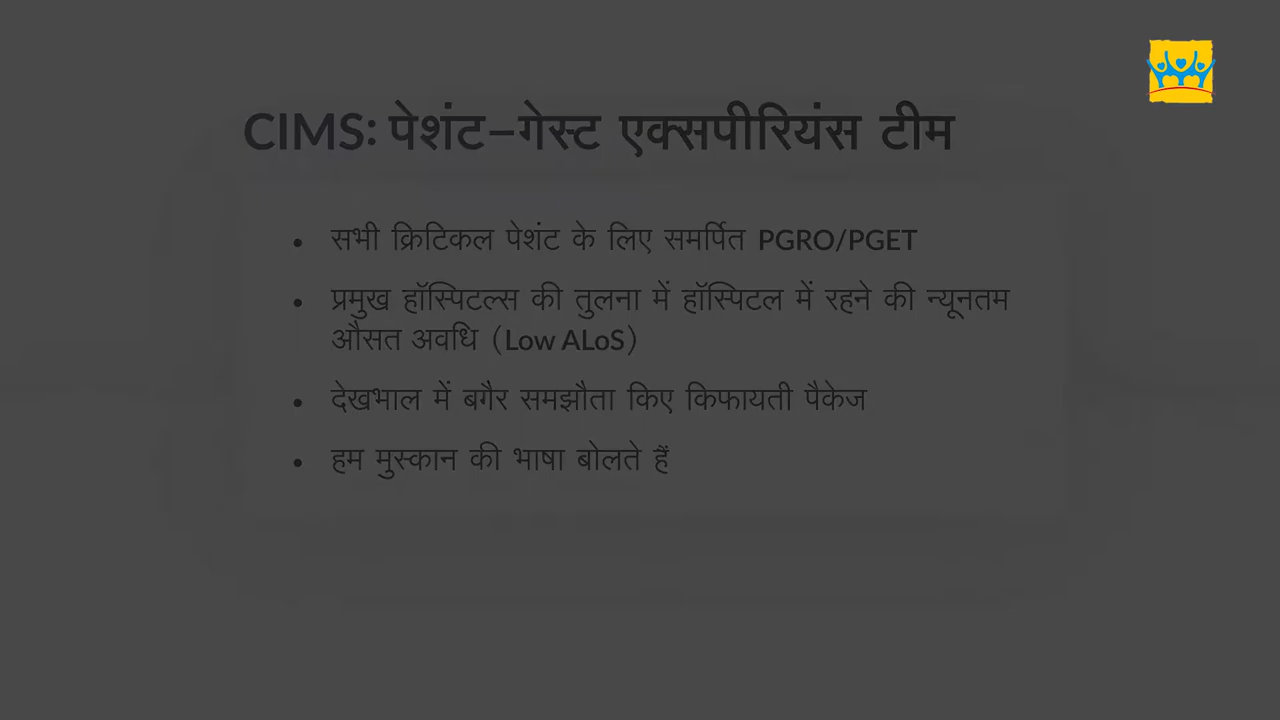 CIMS: पेशंट–गेस्ट एक्सपीरियंस टीम
• सभी क्रिटिकल पेशंट के लिए समर्पित PGRO/PGET
• प्रमुख हॉस्पिटल्स की तुलना में हॉस्पिटल में रहने की न्यूनतम
औसत अवधि (Low ALoS)
• देखभाल में बगैर समझौता किए किफायती पैकेज
• हम मुस्कान की भाषा बोलते हैं